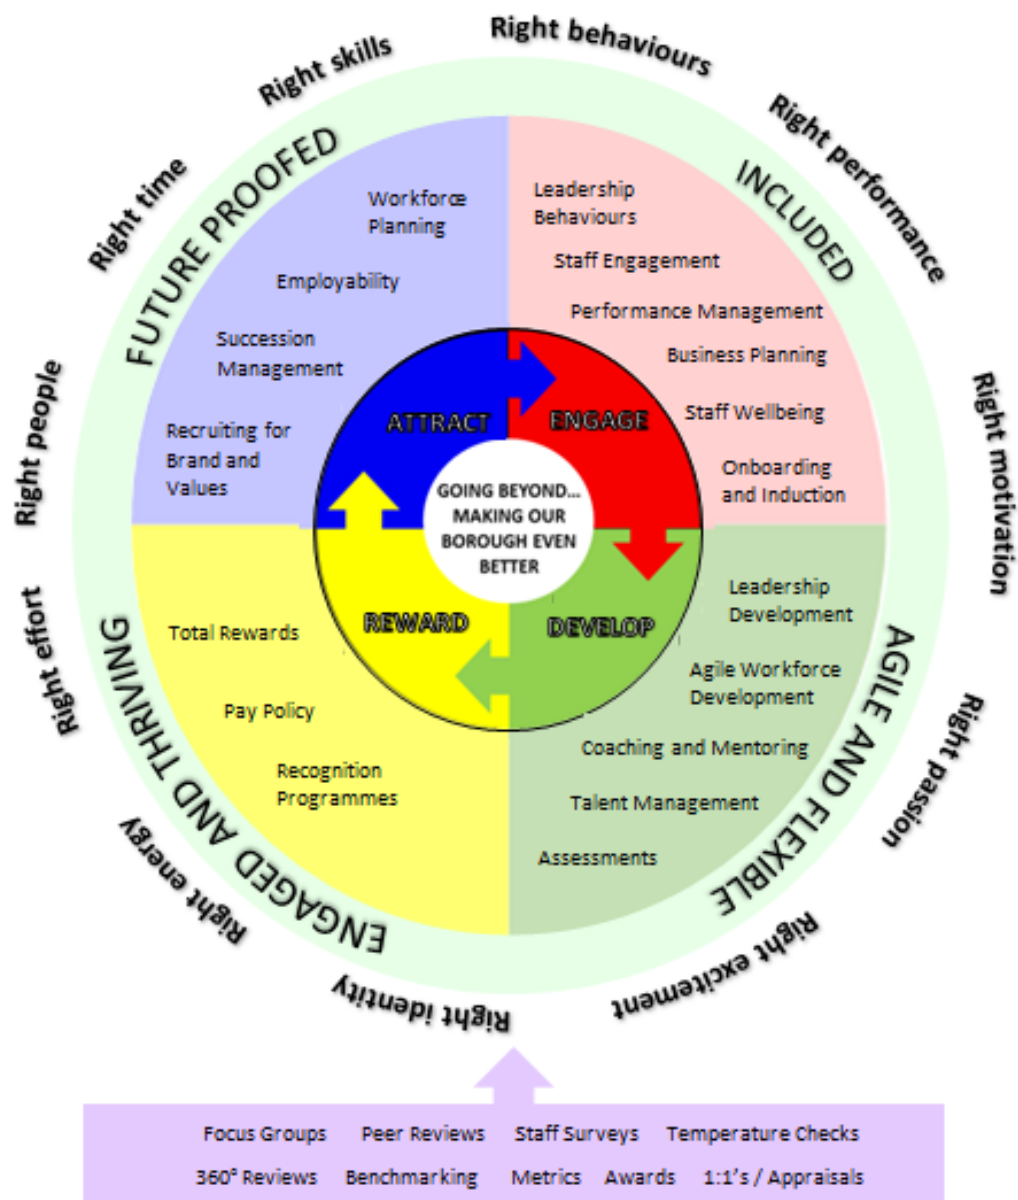 Right behaviours
Right skills
Right performance
Right time
Right people
Right motivation
Right effort
Right passion
Right energy
Right excitement
Right identity
FUTURE PROOFED
INCLUDED
ENGAGED AND THRIVING
AGILE AND FLEXIBLE
Workforce
Planning
Employability
Succession
Management
Recruiting for
Brand and
Values
Leadership
Behaviours
Staff Engagement
Performance Management
Business Planning
Staff Wellbeing
Onboarding
and Induction
ATTRACT
ENGAGE
GOING BEYOND...
MAKING OUR
BOROUGH EVEN
BETTER
REWARD
DEVELOP
Total Rewards
Pay Policy
Recognition
Programmes
Leadership
Development
Agile Workforce
Development
Coaching and Mentoring
Talent Management
Assessments
Focus Groups Peer Reviews Staff Surveys Temperature Checks
360° Reviews Benchmarking Metrics Awards 1:1's / Appraisals